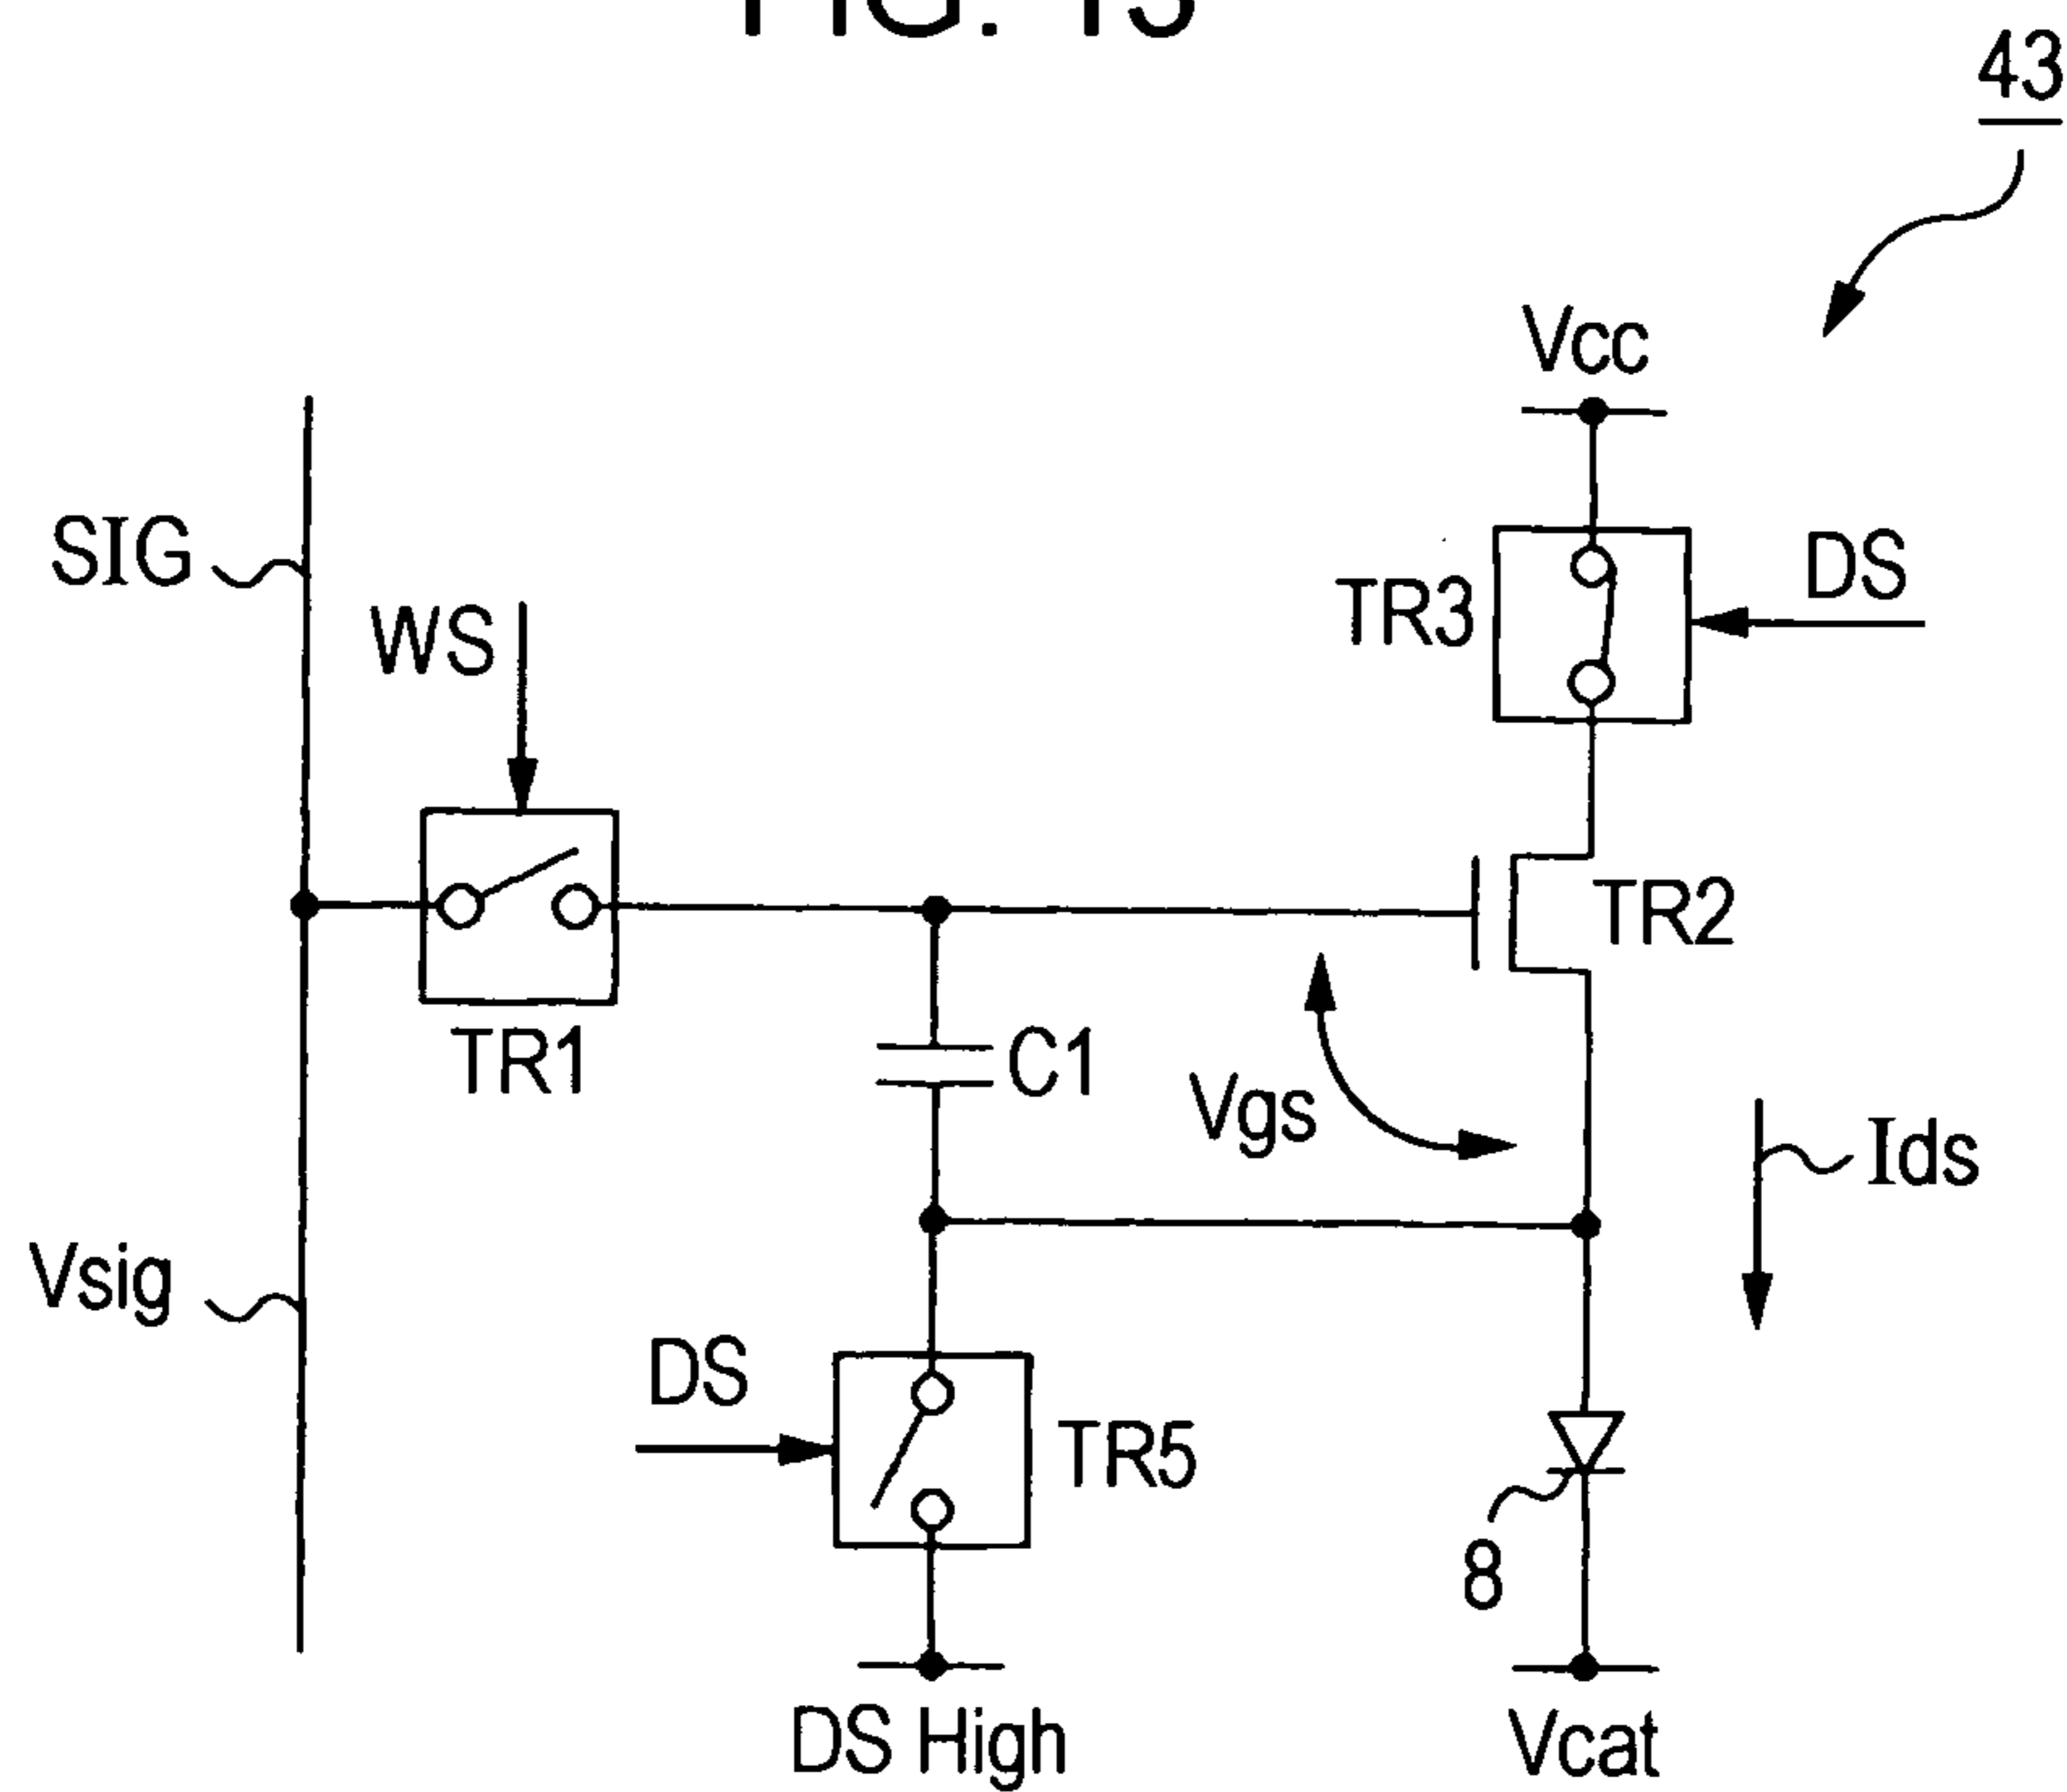 43
Vcc
SIG
DS
TR3
WS
TR2
TR1
C1
Vgs
Ids
Vsig
DS
TR5
8
DS High
Vcat